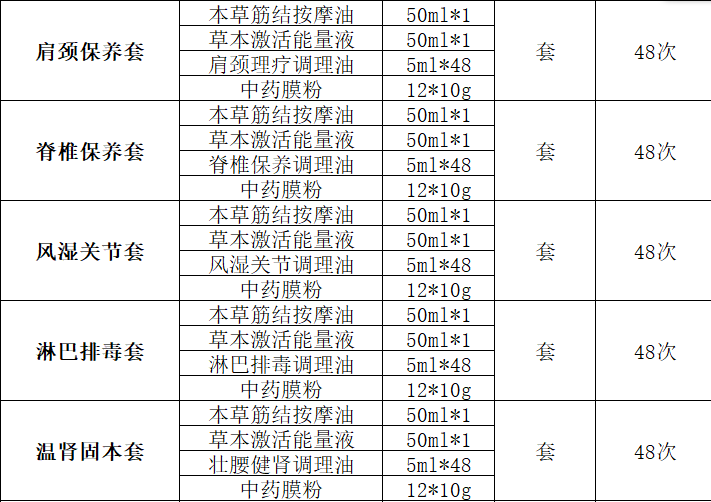 肩颈保养套 本草筋结按摩油 50ml*1 套 48次
草本激活能量液 50ml*1
肩颈理疗调理油 5ml*48
中药膜粉 12*10g
脊椎保养套 本草筋结按摩油 50ml*1 套 48次
草本激活能量液 50ml*1
脊椎保养调理油 5ml*48
中药膜粉 12*10g
风湿关节套 本草筋结按摩油 50ml*1 套 48次
草本激活能量液 50ml*1
风湿关节调理油 5ml*48
中药膜粉 12*10g
淋巴排毒套 本草筋结按摩油 50ml*1 套 48次
草本激活能量液 50ml*1
淋巴排毒调理油 5ml*48
中药膜粉 12*10g
温肾固本套 本草筋结按摩油 50ml*1 套 48次
草本激活能量液 50ml*1
壮腰健肾调理油 5ml*48
中药膜粉 12*10g